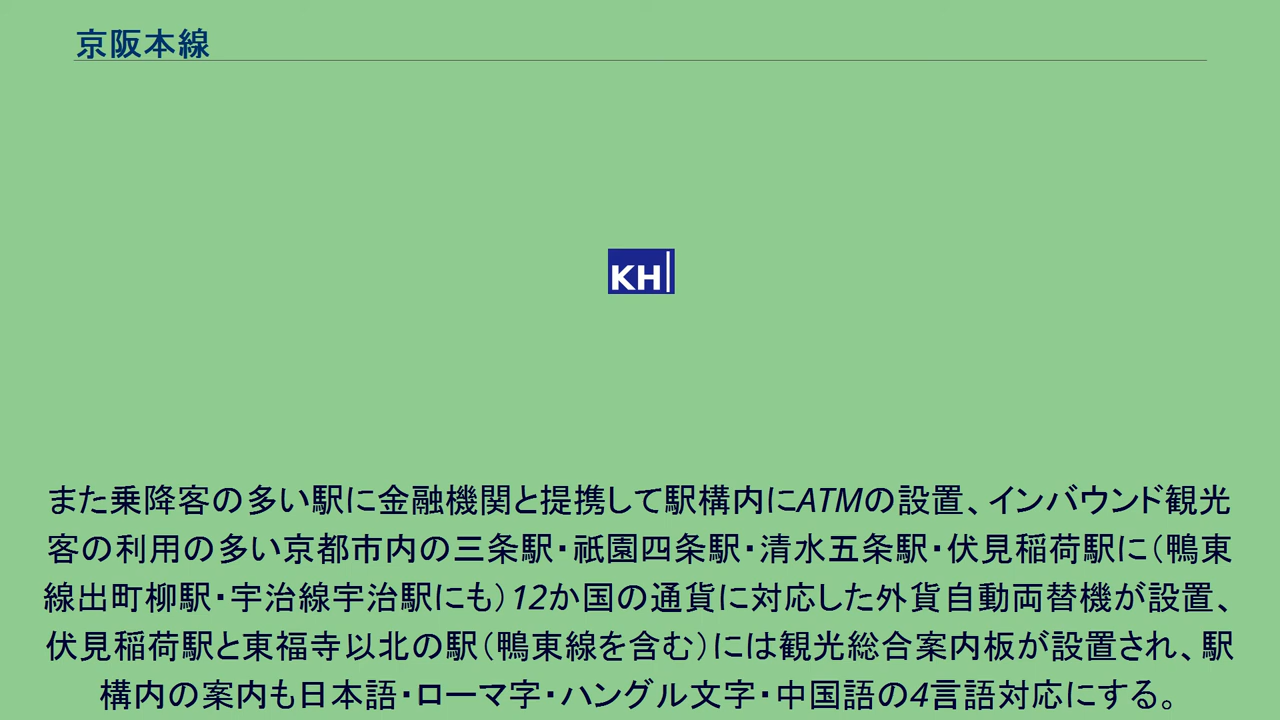 京阪本線
KH
また乗降客の多い駅に金融機関と提携して駅構内にATMの設置、インバウンド観光
客の利用の多い京都市内の三条駅・祇園四条駅・清水五条駅・伏見稲荷駅に（鴨東
線出町柳駅・宇治線宇治駅にも）12か国の通貨に対応した外貨自動両替機が設置、
伏見稲荷駅と東福寺以北の駅（鴨東線を含む）には観光総合案内板が設置され、駅
構内の案内も日本語・ローマ字・ハングル文字・中国語の4言語対応にする。